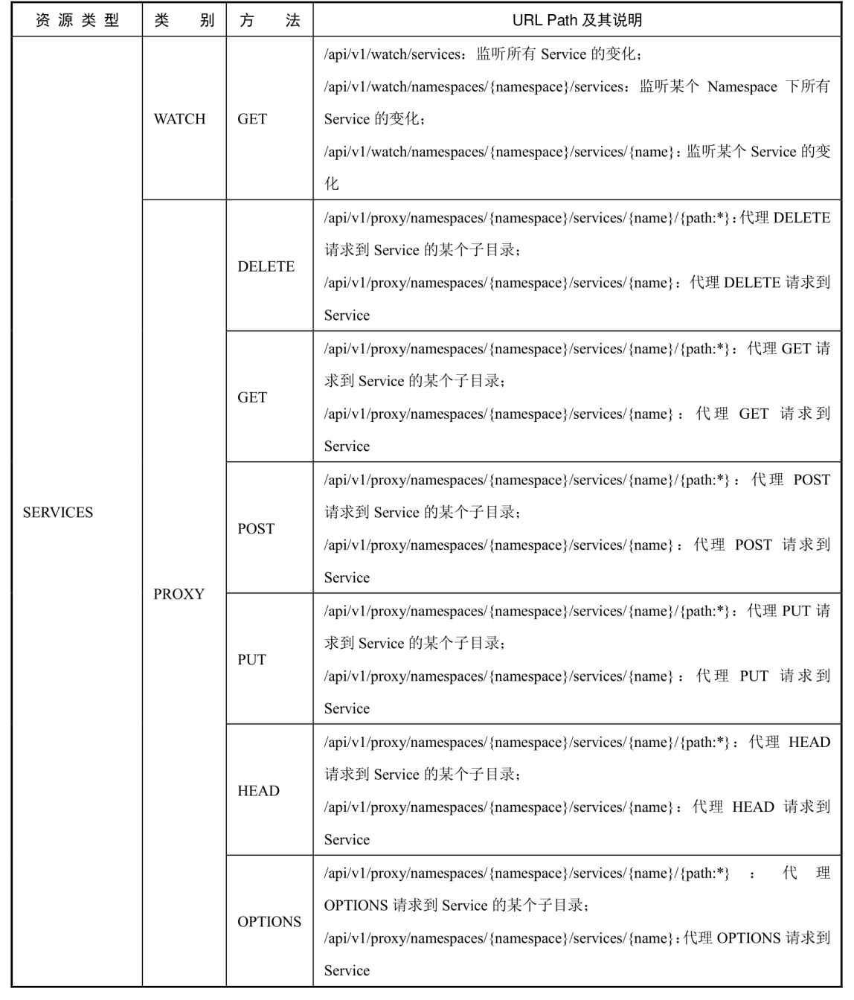 资源类型 类别 方法 URL Path 及其说明
SERVICES
WATCH
GET
/api/v1/watch/services：监听所有 Service 的变化；
/api/v1/watch/namespaces/{namespace}/services：监听某个 Namespace 下所有
Service 的变化；
/api/v1/watch/namespaces/{namespace}/services/{name}：监听某个 Service 的变
化
PROXY
DELETE
/api/v1/proxy/namespaces/{namespace}/services/{name}/{path:*}：代理 DELETE
请求到 Service 的某个子目录；
/api/v1/proxy/namespaces/{namespace}/services/{name}：代理 DELETE 请求到
Service
GET
/api/v1/proxy/namespaces/{namespace}/services/{name}/{path:*}：代理 GET 请
求到 Service 的某个子目录；
/api/v1/proxy/namespaces/{namespace}/services/{name}：代理 GET 请求到
Service
POST
/api/v1/proxy/namespaces/{namespace}/services/{name}/{path:*}：代理 POST
请求到 Service 的某个子目录；
/api/v1/proxy/namespaces/{namespace}/services/{name}：代理 POST 请求到
Service
PUT
/api/v1/proxy/namespaces/{namespace}/services/{name}/{path:*}：代理 PUT 请
求到 Service 的某个子目录；
/api/v1/proxy/namespaces/{namespace}/services/{name}：代理 PUT 请求到
Service
HEAD
/api/v1/proxy/namespaces/{namespace}/services/{name}/{path:*}：代理 HEAD
请求到 Service 的某个子目录；
/api/v1/proxy/namespaces/{namespace}/services/{name}：代理 HEAD 请求到
Service
OPTIONS
/api/v1/proxy/namespaces/{namespace}/services/{name}/{path:*}：代理
OPTIONS 请求到 Service 的某个子目录；
/api/v1/proxy/namespaces/{namespace}/services/{name}：代理 OPTIONS 请求到
Service